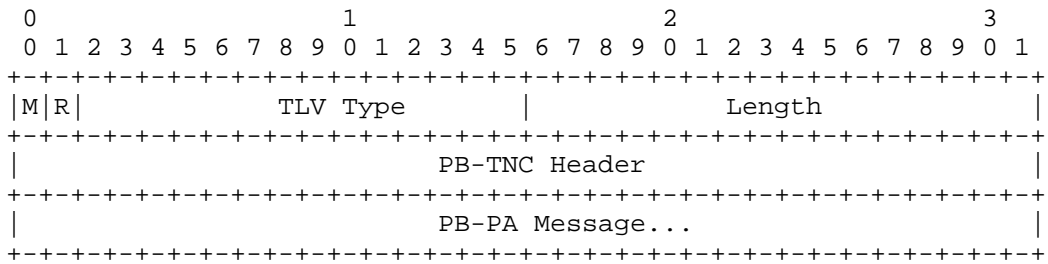 0                   1                   2                   3
 0 1 2 3 4 5 6 7 8 9 0 1 2 3 4 5 6 7 8 9 0 1 2 3 4 5 6 7 8 9 0 1
+-+-+-+-+-+-+-+-+-+-+-+-+-+-+-+-+-+-+-+-+-+-+-+-+-+-+-+-+-+-+-+-+
|M|R|            TLV Type       |            Length             |
+-+-+-+-+-+-+-+-+-+-+-+-+-+-+-+-+-+-+-+-+-+-+-+-+-+-+-+-+-+-+-+-+
|                          PB-TNC Header                        |
+-+-+-+-+-+-+-+-+-+-+-+-+-+-+-+-+-+-+-+-+-+-+-+-+-+-+-+-+-+-+-+-+
|                          PB-PA Message...                     |
+-+-+-+-+-+-+-+-+-+-+-+-+-+-+-+-+-+-+-+-+-+-+-+-+-+-+-+-+-+-+-+-+